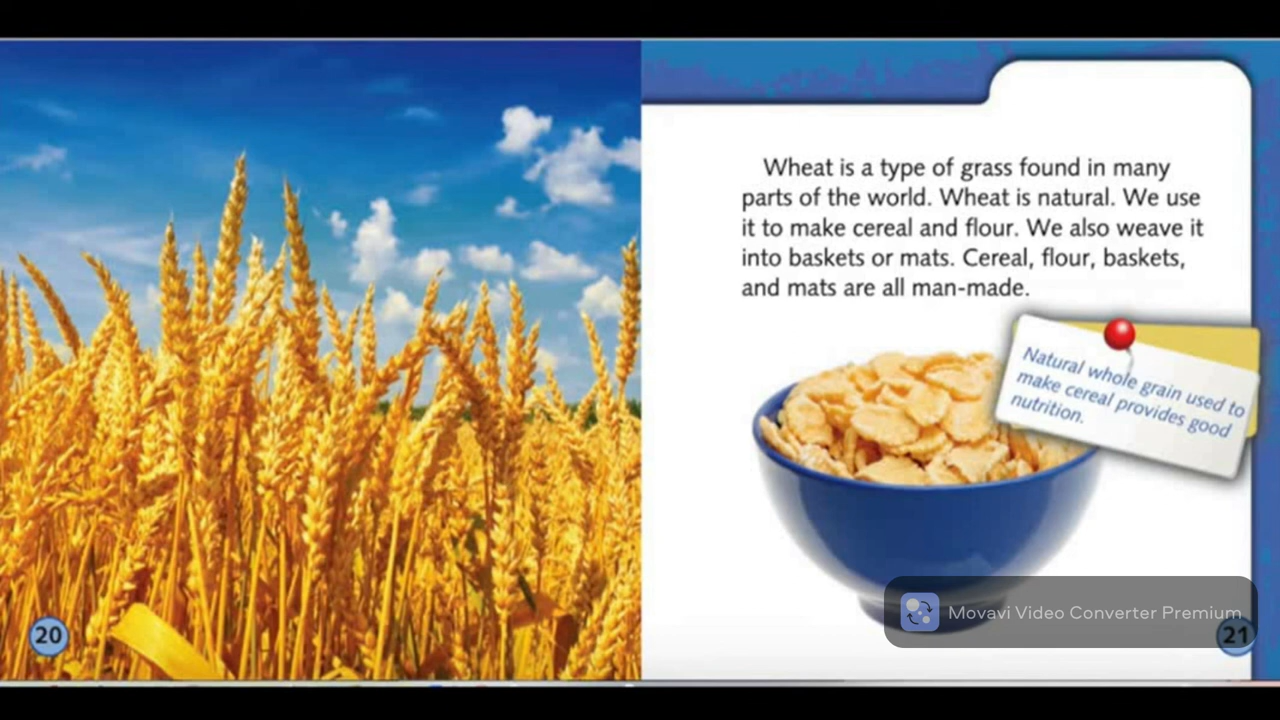 Wheat is a type of grass found in many
parts of the world. Wheat is natural. We use
it to make cereal and flour. We also weave it
into baskets or mats. Cereal, flour, baskets,
and mats are all man-made.
Natural whole grain used to
make cereal provides good
nutrition.
Movavi Video Converter Premium
20
21